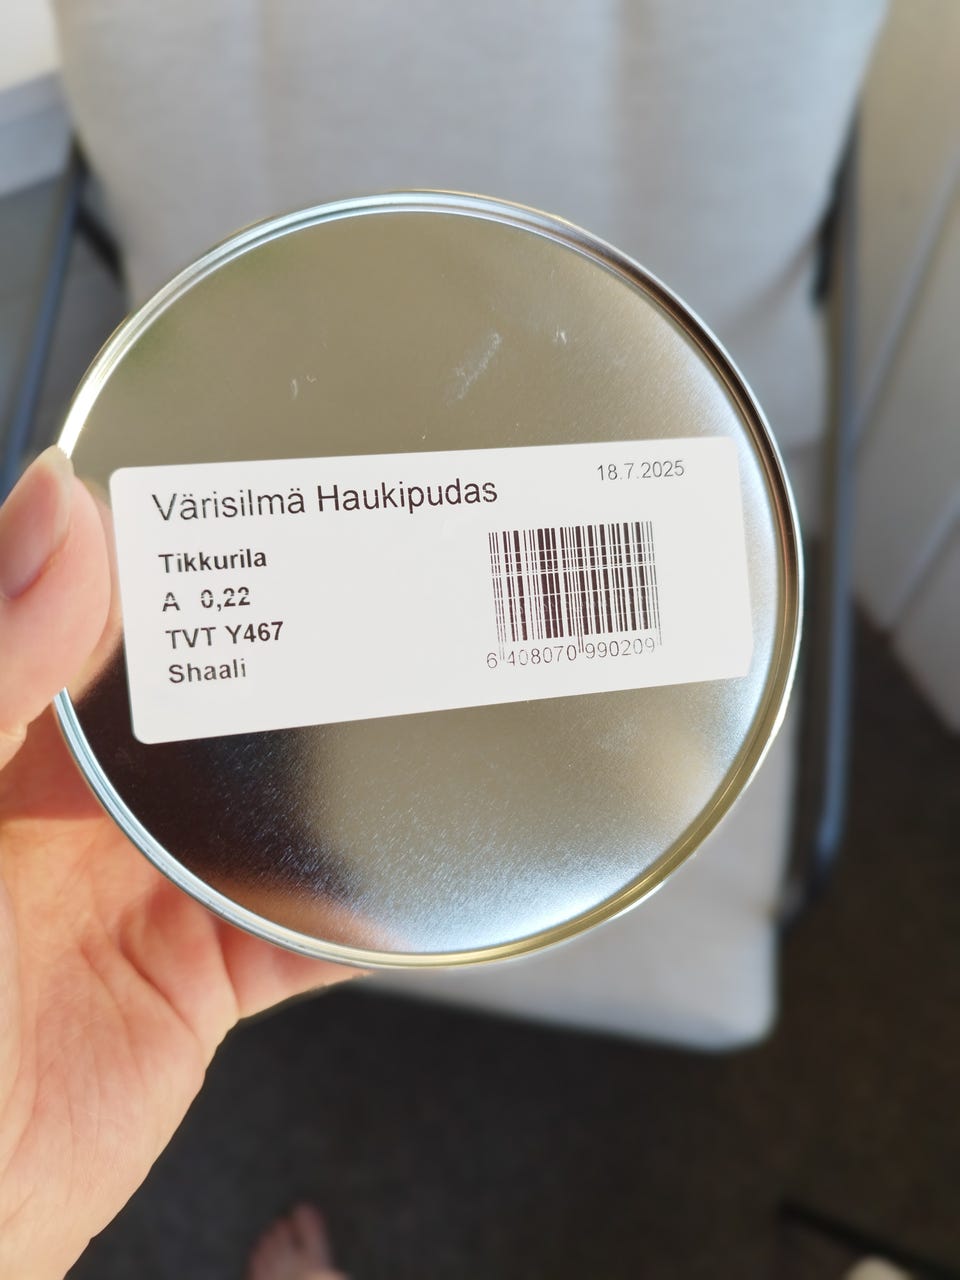 18.7.2025
Värisilmä Haukipudas
Tikkurila
A 0,22
TVT Y467
Shaali
6 408070 990209